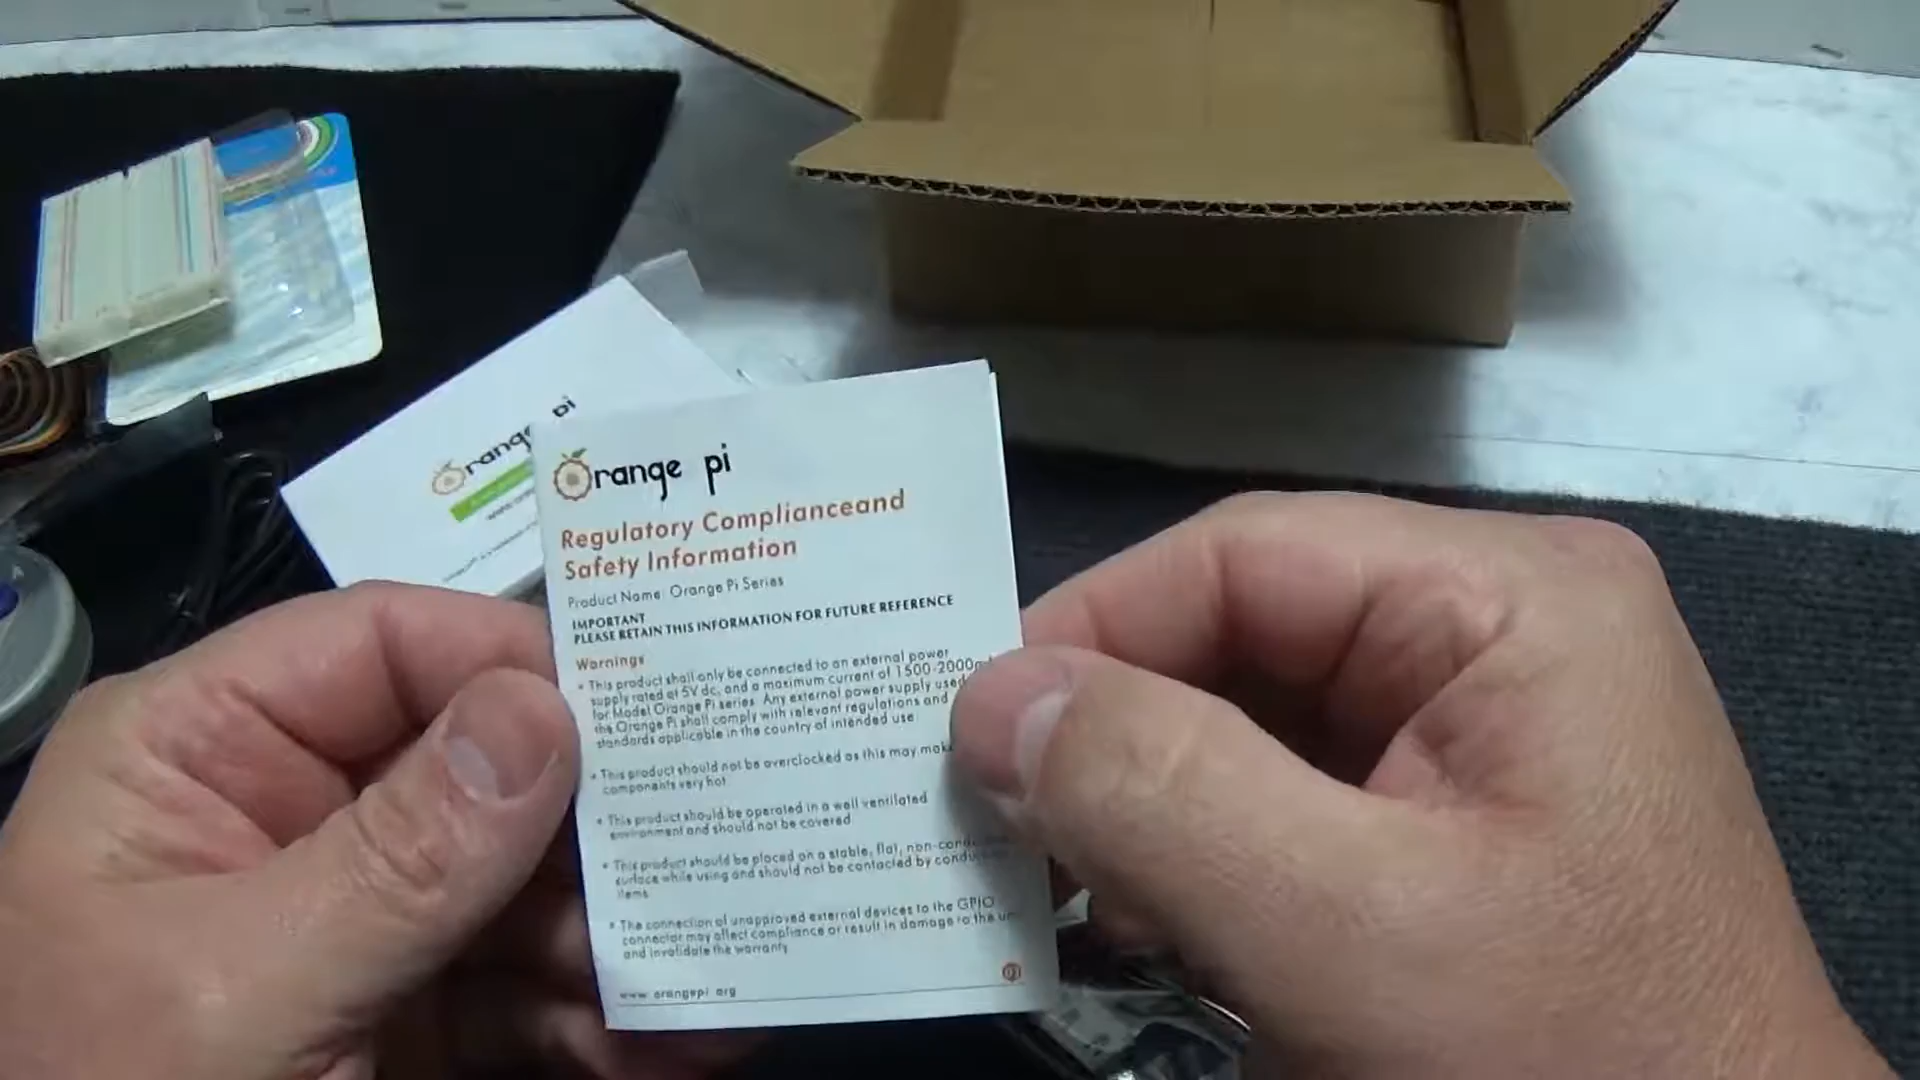 Orange pi
Orange pi
Regulatory Complianceand
Safety Information
Product Name: Orange Pi Series
IMPORTANT
PLEASE RETAIN THIS INFORMATION FOR FUTURE REFERENCE
Warnings
• This product shall only be connected to an external power
supply rated at 5V dc, and a maximum current of 1500-2000
for Model Orange Pi series. Any external power supply used
the Orange Pi shall comply with relevant regulations and
standards applicable in the country of intended use
• This product should not be overclocked as this may make
components very hot
• This product should be operated in a well ventilated
environment and should not be covered
• This product should be placed on a stable, flat,
surface while using and should not be contacted by
items
• The connection of unapproved external devices to the GPIO
connector may affect compliance or result in damage to the
and invalidate the warranty
www orangepi org